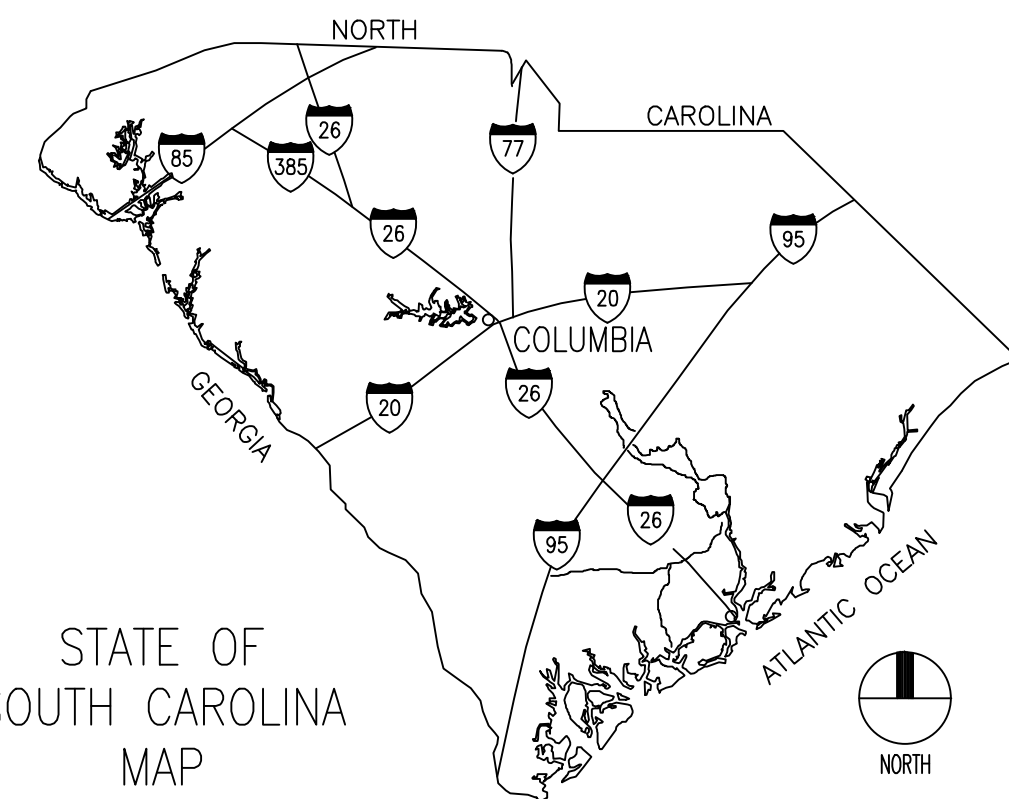 NORTH
CAROLINA
26
77
85
385
26
95
20
COLUMBIA
26
20
GEORGIA
26
95
ATLANTIC OCEAN
STATE OF
OUTH CAROLINA
MAP
NORTH